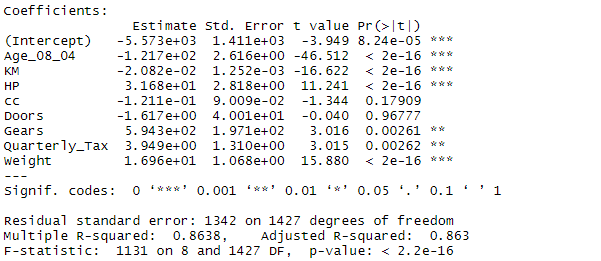 Coefficients:
                Estimate Std. Error t value Pr(>|t|)    
(Intercept)   -5.573e+03  1.411e+03  -3.949 8.24e-05 ***
Age_08_04     -1.217e+02  2.616e+00 -46.512  < 2e-16 ***
KM            -2.082e-02  1.252e-03 -16.622  < 2e-16 ***
HP             3.168e+01  2.818e+00  11.241  < 2e-16 ***
cc            -1.211e-01  9.009e-02  -1.344  0.17909    
Doors         -1.617e+00  4.001e+01  -0.040  0.96777    
Gears          5.943e+02  1.971e+02   3.016  0.00261 ** 
Quarterly_Tax  3.949e+00  1.310e+00   3.015  0.00262 ** 
Weight         1.696e+01  1.068e+00  15.880  < 2e-16 ***
---
Signif. codes:  0 ‘***’ 0.001 ‘**’ 0.01 ‘*’ 0.05 ‘.’ 0.1 ‘ ’ 1
Residual standard error: 1342 on 1427 degrees of freedom
Multiple R-squared:  0.8638,    Adjusted R-squared:  0.863
F-statistic:  1131 on 8 and 1427 DF,  p-value: < 2.2e-16